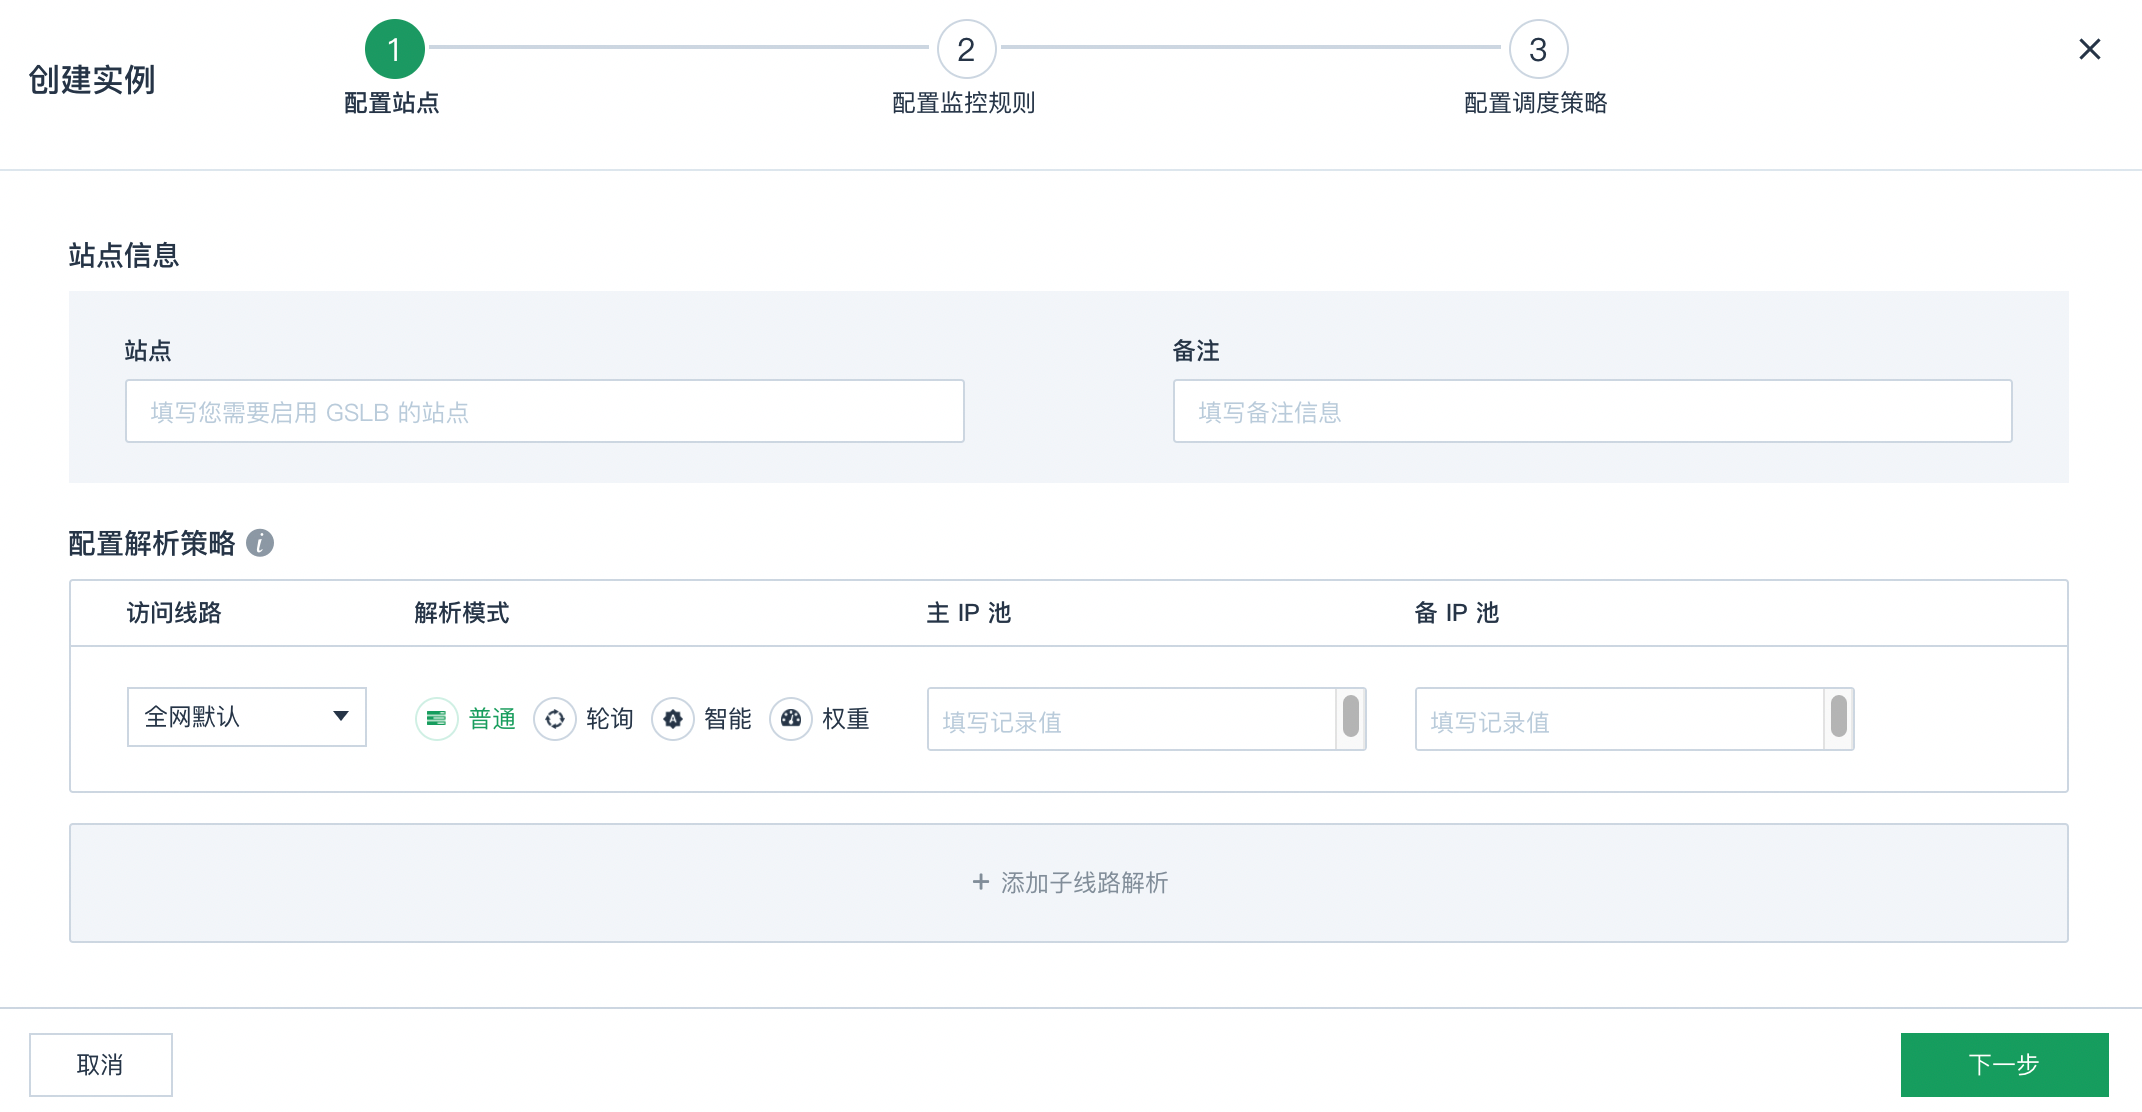 创建实例
1
配置站点
2
配置监控规则
3
配置调度策略
站点信息
站点
备注
填写您需要启用 GSLB 的站点
填写备注信息
配置解析策略 i
访问线路
解析模式
主 IP 池
备 IP 池
全网默认
普通
轮询
A
智能
权重
填写记录值
填写记录值
+ 添加子线路解析
取消
下一步